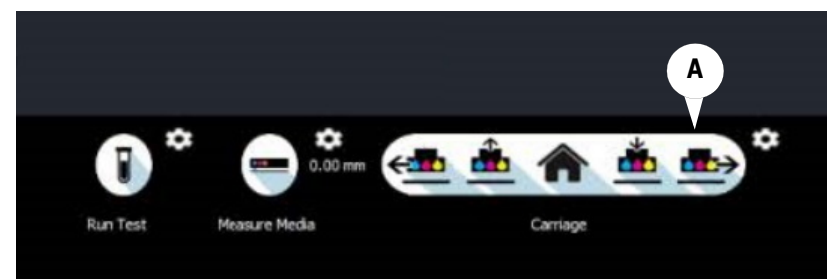 A
0.00 mm
Run Test
Measure Media
Carriage